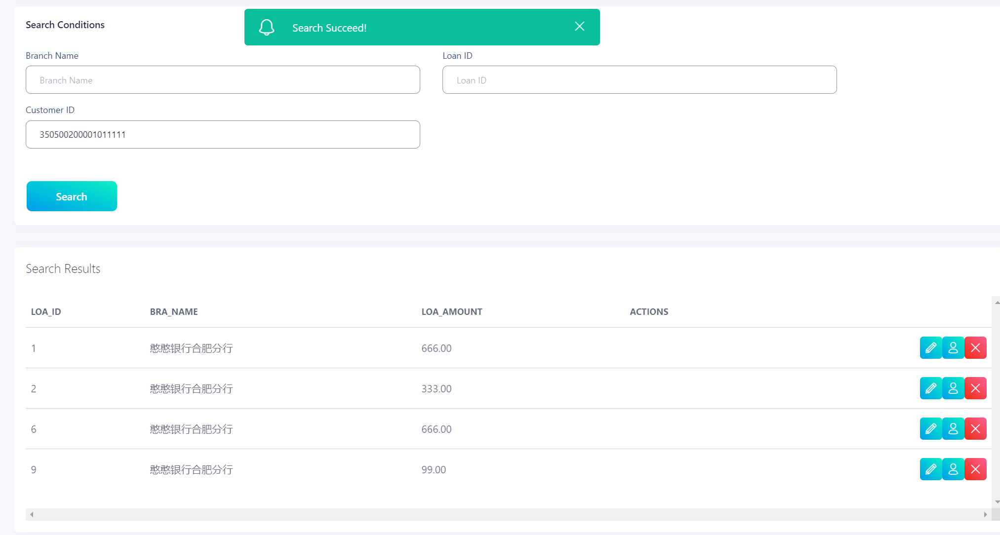 Search Conditions
Search Succeed!
Branch Name
Loan ID
Branch Name
Loan ID
Customer ID
350500200001011111
Search
Search Results
LOA_ID BRA_NAME LOA_AMOUNT ACTIONS
1 憨憨银行合肥分行 666.00
2 憨憨银行合肥分行 333.00
6 憨憨银行合肥分行 666.00
9 憨憨银行合肥分行 99.00